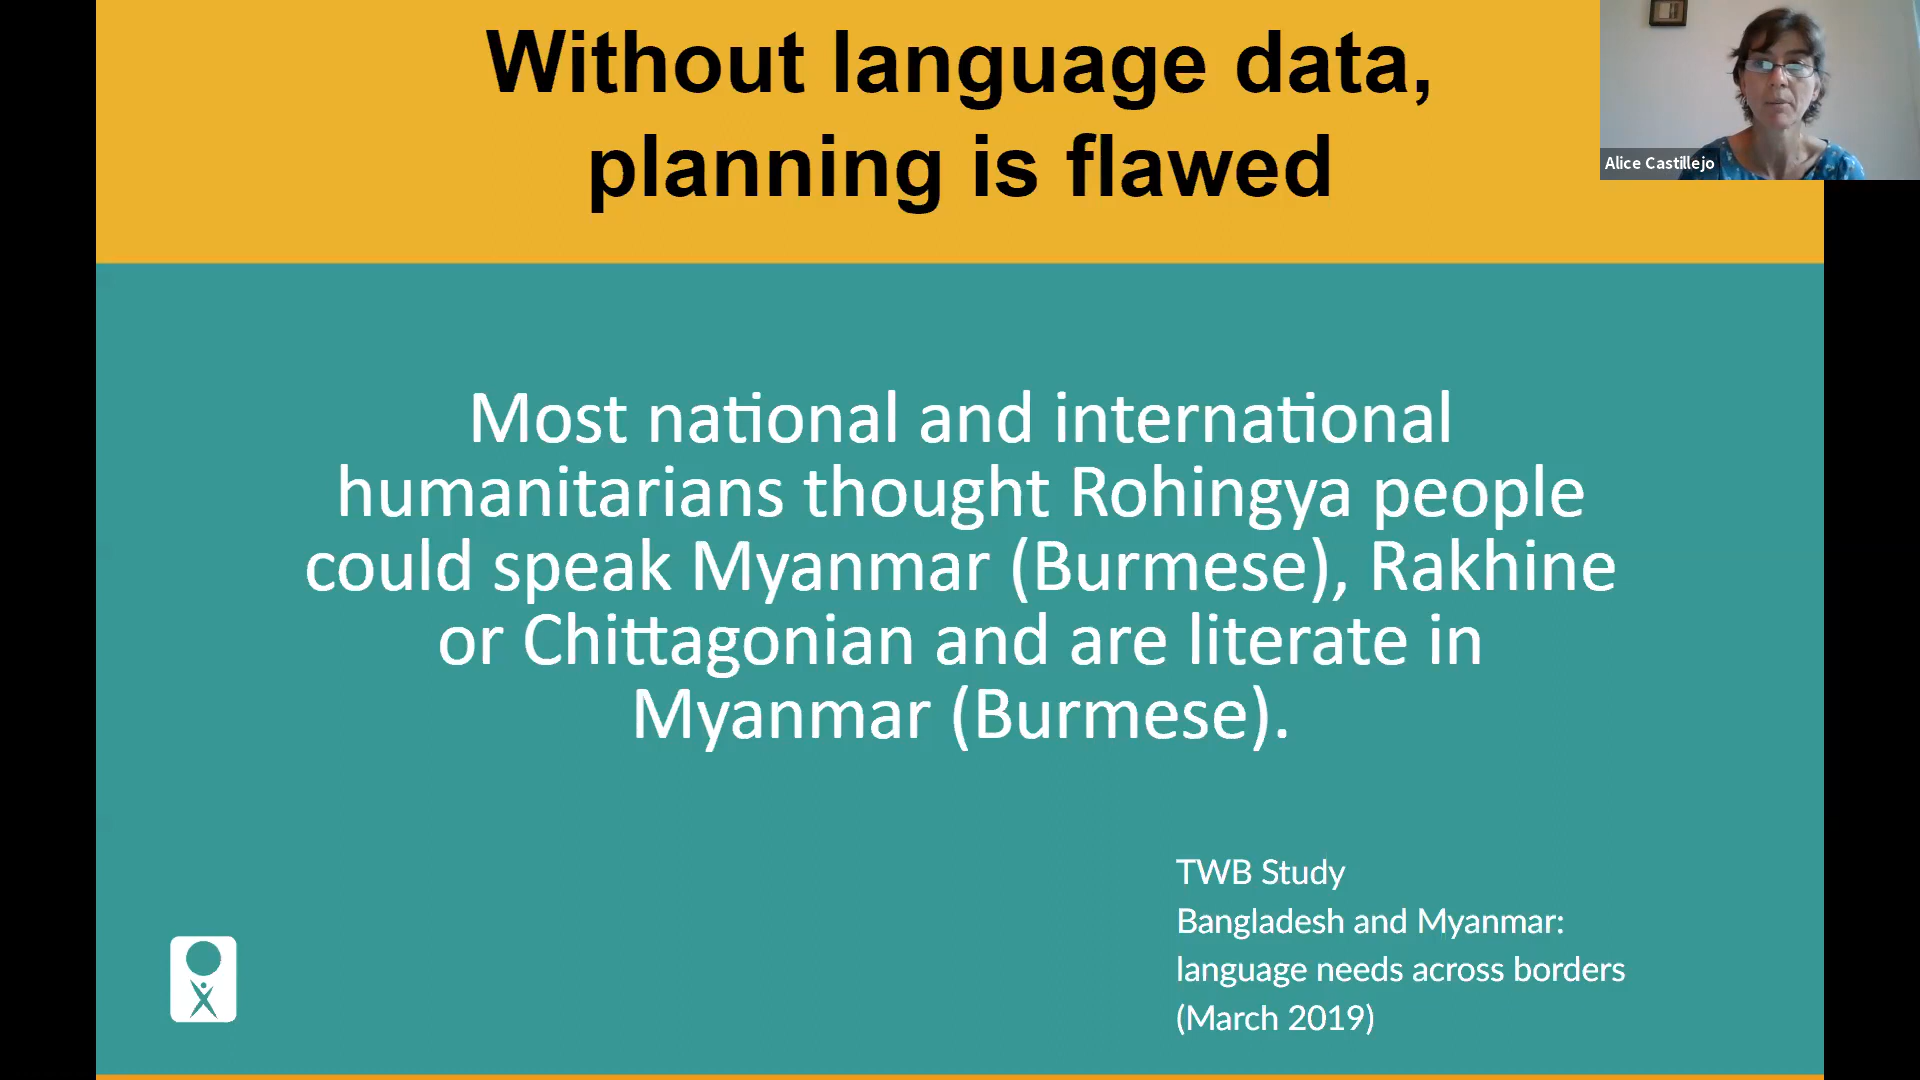 Without language data,
planning is flawed
Alice Castillejo
Most national and international
humanitarians thought Rohingya people
could speak Myanmar (Burmese), Rakhine
or Chittagonian and are literate in
Myanmar (Burmese).
TWB Study
Bangladesh and Myanmar:
language needs across borders
(March 2019)